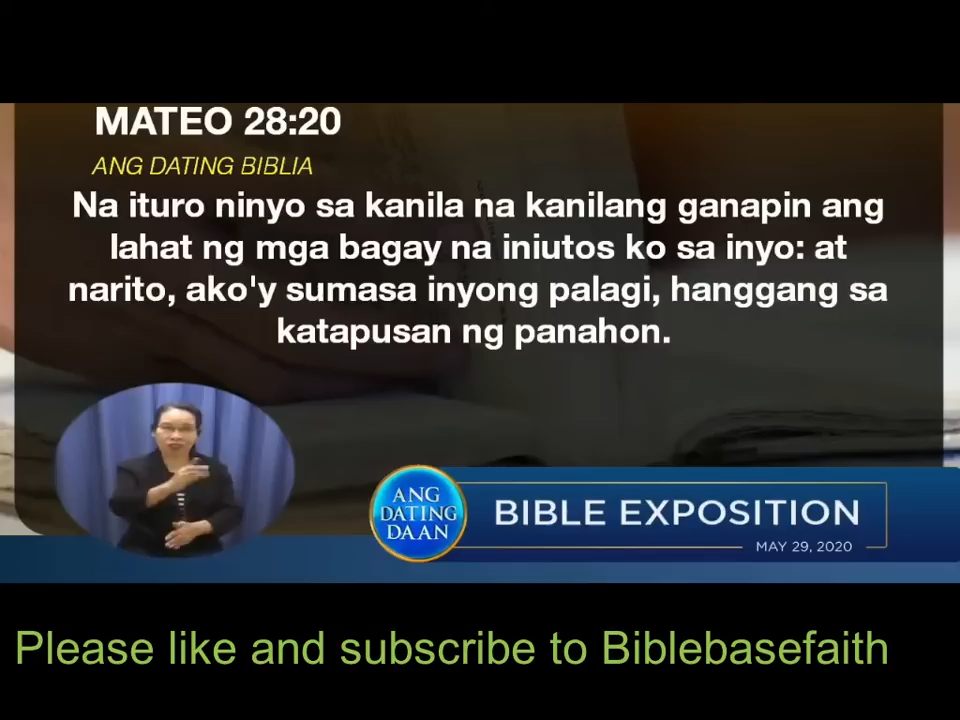 MATEO 28:20
ANG DATING BIBLIA
Na ituro ninyo sa kanila na kanilang ganapin ang
lahat ng mga bagay na iniutos ko sa inyo: at
narito, ako'y sumasa inyong palagi, hanggang sa
katapusan ng panahon.
ANG
DATING
DAAN
BIBLE EXPOSITION
MAY 29, 2020
Please like and subscribe to Biblebasefaith